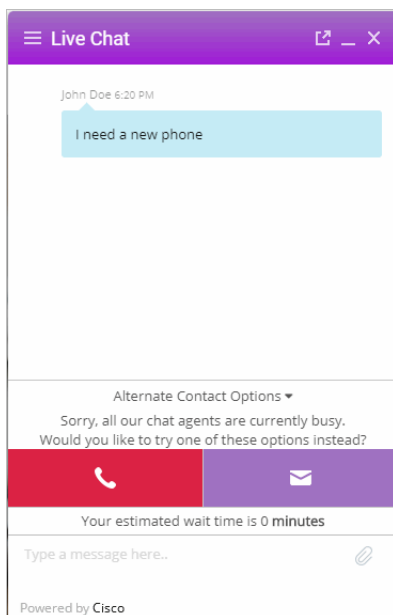 Live Chat
John Doe 6:20 PM
I need a new phone
Alternate Contact Options
Sorry, all our chat agents are currently busy.
Would you like to try one of these options instead?
Your estimated wait time is 0 minutes
Type a message here..
Powered by Cisco